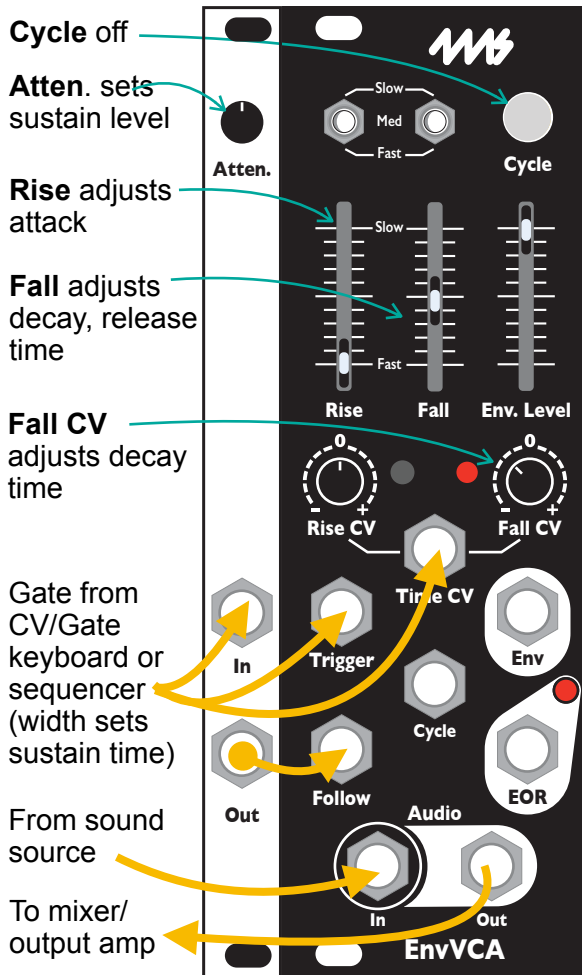 Cycle off
Atten. sets
sustain level
Rise adjusts
attack
Fall adjusts
decay, release
time
Fall CV
adjusts decay
time
Gate from
CV/Gate
keyboard or
sequencer
(width sets
sustain time)
From sound
source
To mixer/
output amp
Atten.
In
Out
4ms
Slow
Med
Fast
Cycle
Slow
Fast
Rise
Fall
Env. Level
0
- +
Rise CV
0
- +
Fall CV
Time CV
Trigger
Env
Cycle
Follow
EOR
Audio
In
Out
EnvVCA